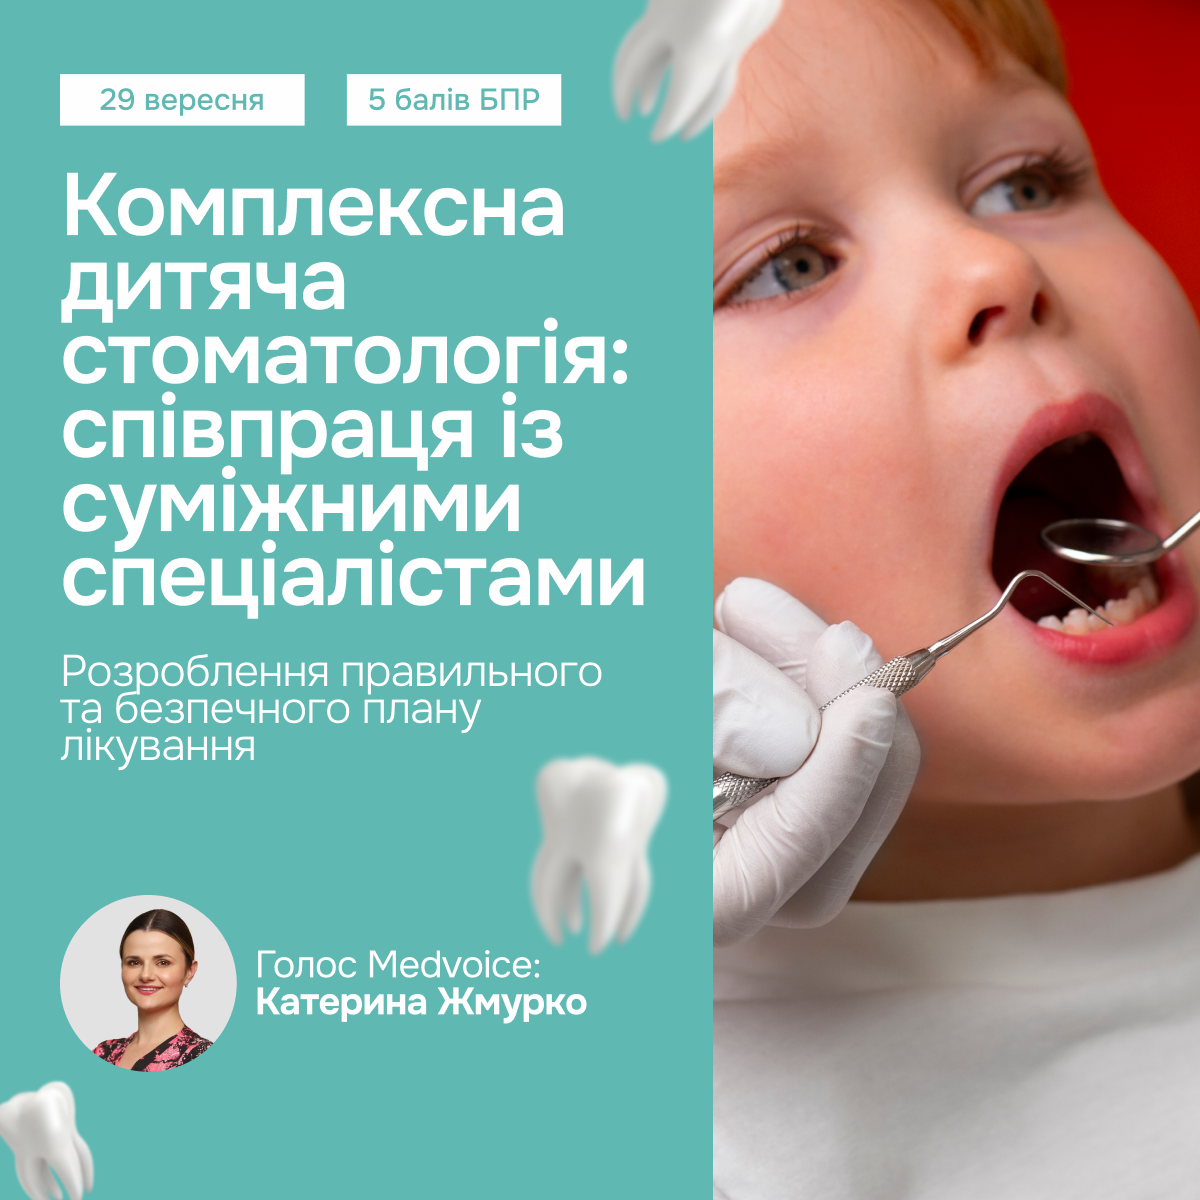 29 вересня
5 балів БПР
Комплексна
дитяча
стоматологія:
співпраця із
суміжними
спеціалістами
Розроблення правильного
та безпечного плану
лікування
Голос Medvoice:
Катерина Жмурко